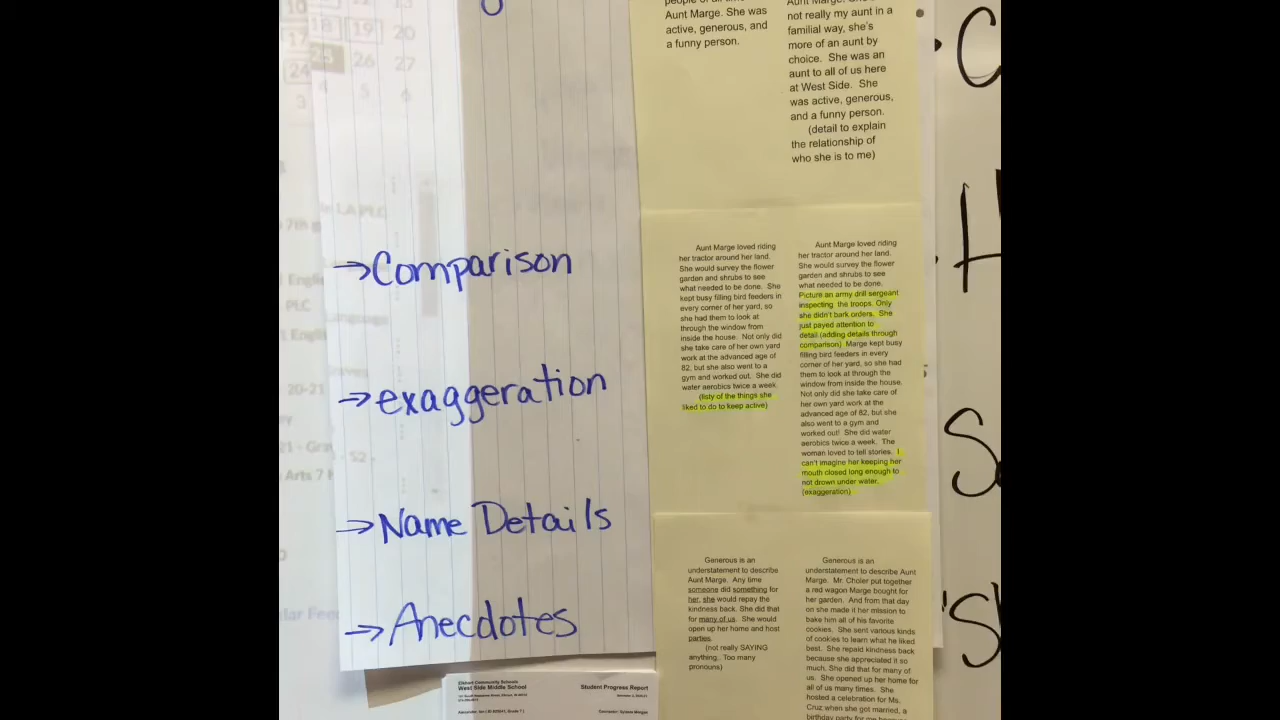 →Comparison
→exaggeration
→Name Details
→Anecdotes
Aunt Marge. She was
active, generous, and
a funny person.
not really my aunt in a
familial way, she's
more of an aunt by
choice. She was an
aunt to all of us here
at West Side. She
was active, generous,
and a funny person.
(detail to explain
the relationship of
who she is to me)
Aunt Marge loved riding
her tractor around her land.
She would survey the flower
garden and shrubs to see
what needed to be done. She
kept busy filling bird feeders in
every corner of her yard, so
she had them to look at
through the window from
inside the house. Not only did
she take care of her own yard
work at the advanced age of
82, but she also went to a
gym and worked out. She did
water aerobics twice a week.
(listy of the things she
liked to do to keep active)
Aunt Marge loved riding
her tractor around her land.
She would survey the flower
garden and shrubs to see
what needed to be done.
Picture an army drill sergeant
inspecting the troops. Only
she didn't bark orders. She
just payed attention to
detail (adding details through
comparison) Marge kept busy
filling bird feeders in every
corner of her yard, so she had
them to look at through the
window from inside the house.
Not only did she take care of
her own yard work at the
advanced age of 82, but she
also went to a gym and
worked out! She did water
aerobics twice a week. The
woman loved to tell stories. I
can't imagine her keeping her
mouth closed long enough to
not drown under water.
(exaggeration)
Generous is an
understatement to describe
Aunt Marge. Any time
someone did something for
her, she would repay the
kindness back. She did that
for many of us. She would
open up her home and host
parties.
(not really SAYING
anything. Too many
pronouns)
Generous is an
understatement to describe Aunt
Marge. Mr. Choler put together
a red wagon Marge bought for
her garden. And from that day
on she made it her mission to
bake him all of his favorite
cookies. She sent various kinds
of cookies to learn what he liked
best. She repaid kindness back
because she appreciated it so
much. She did that for many of
us. She opened up her home for
all of us many times. She
hosted a celebration for Ms.
Cruz when she got married, a
Elkhart Community Schools
West Side Middle School
Student Progress Report